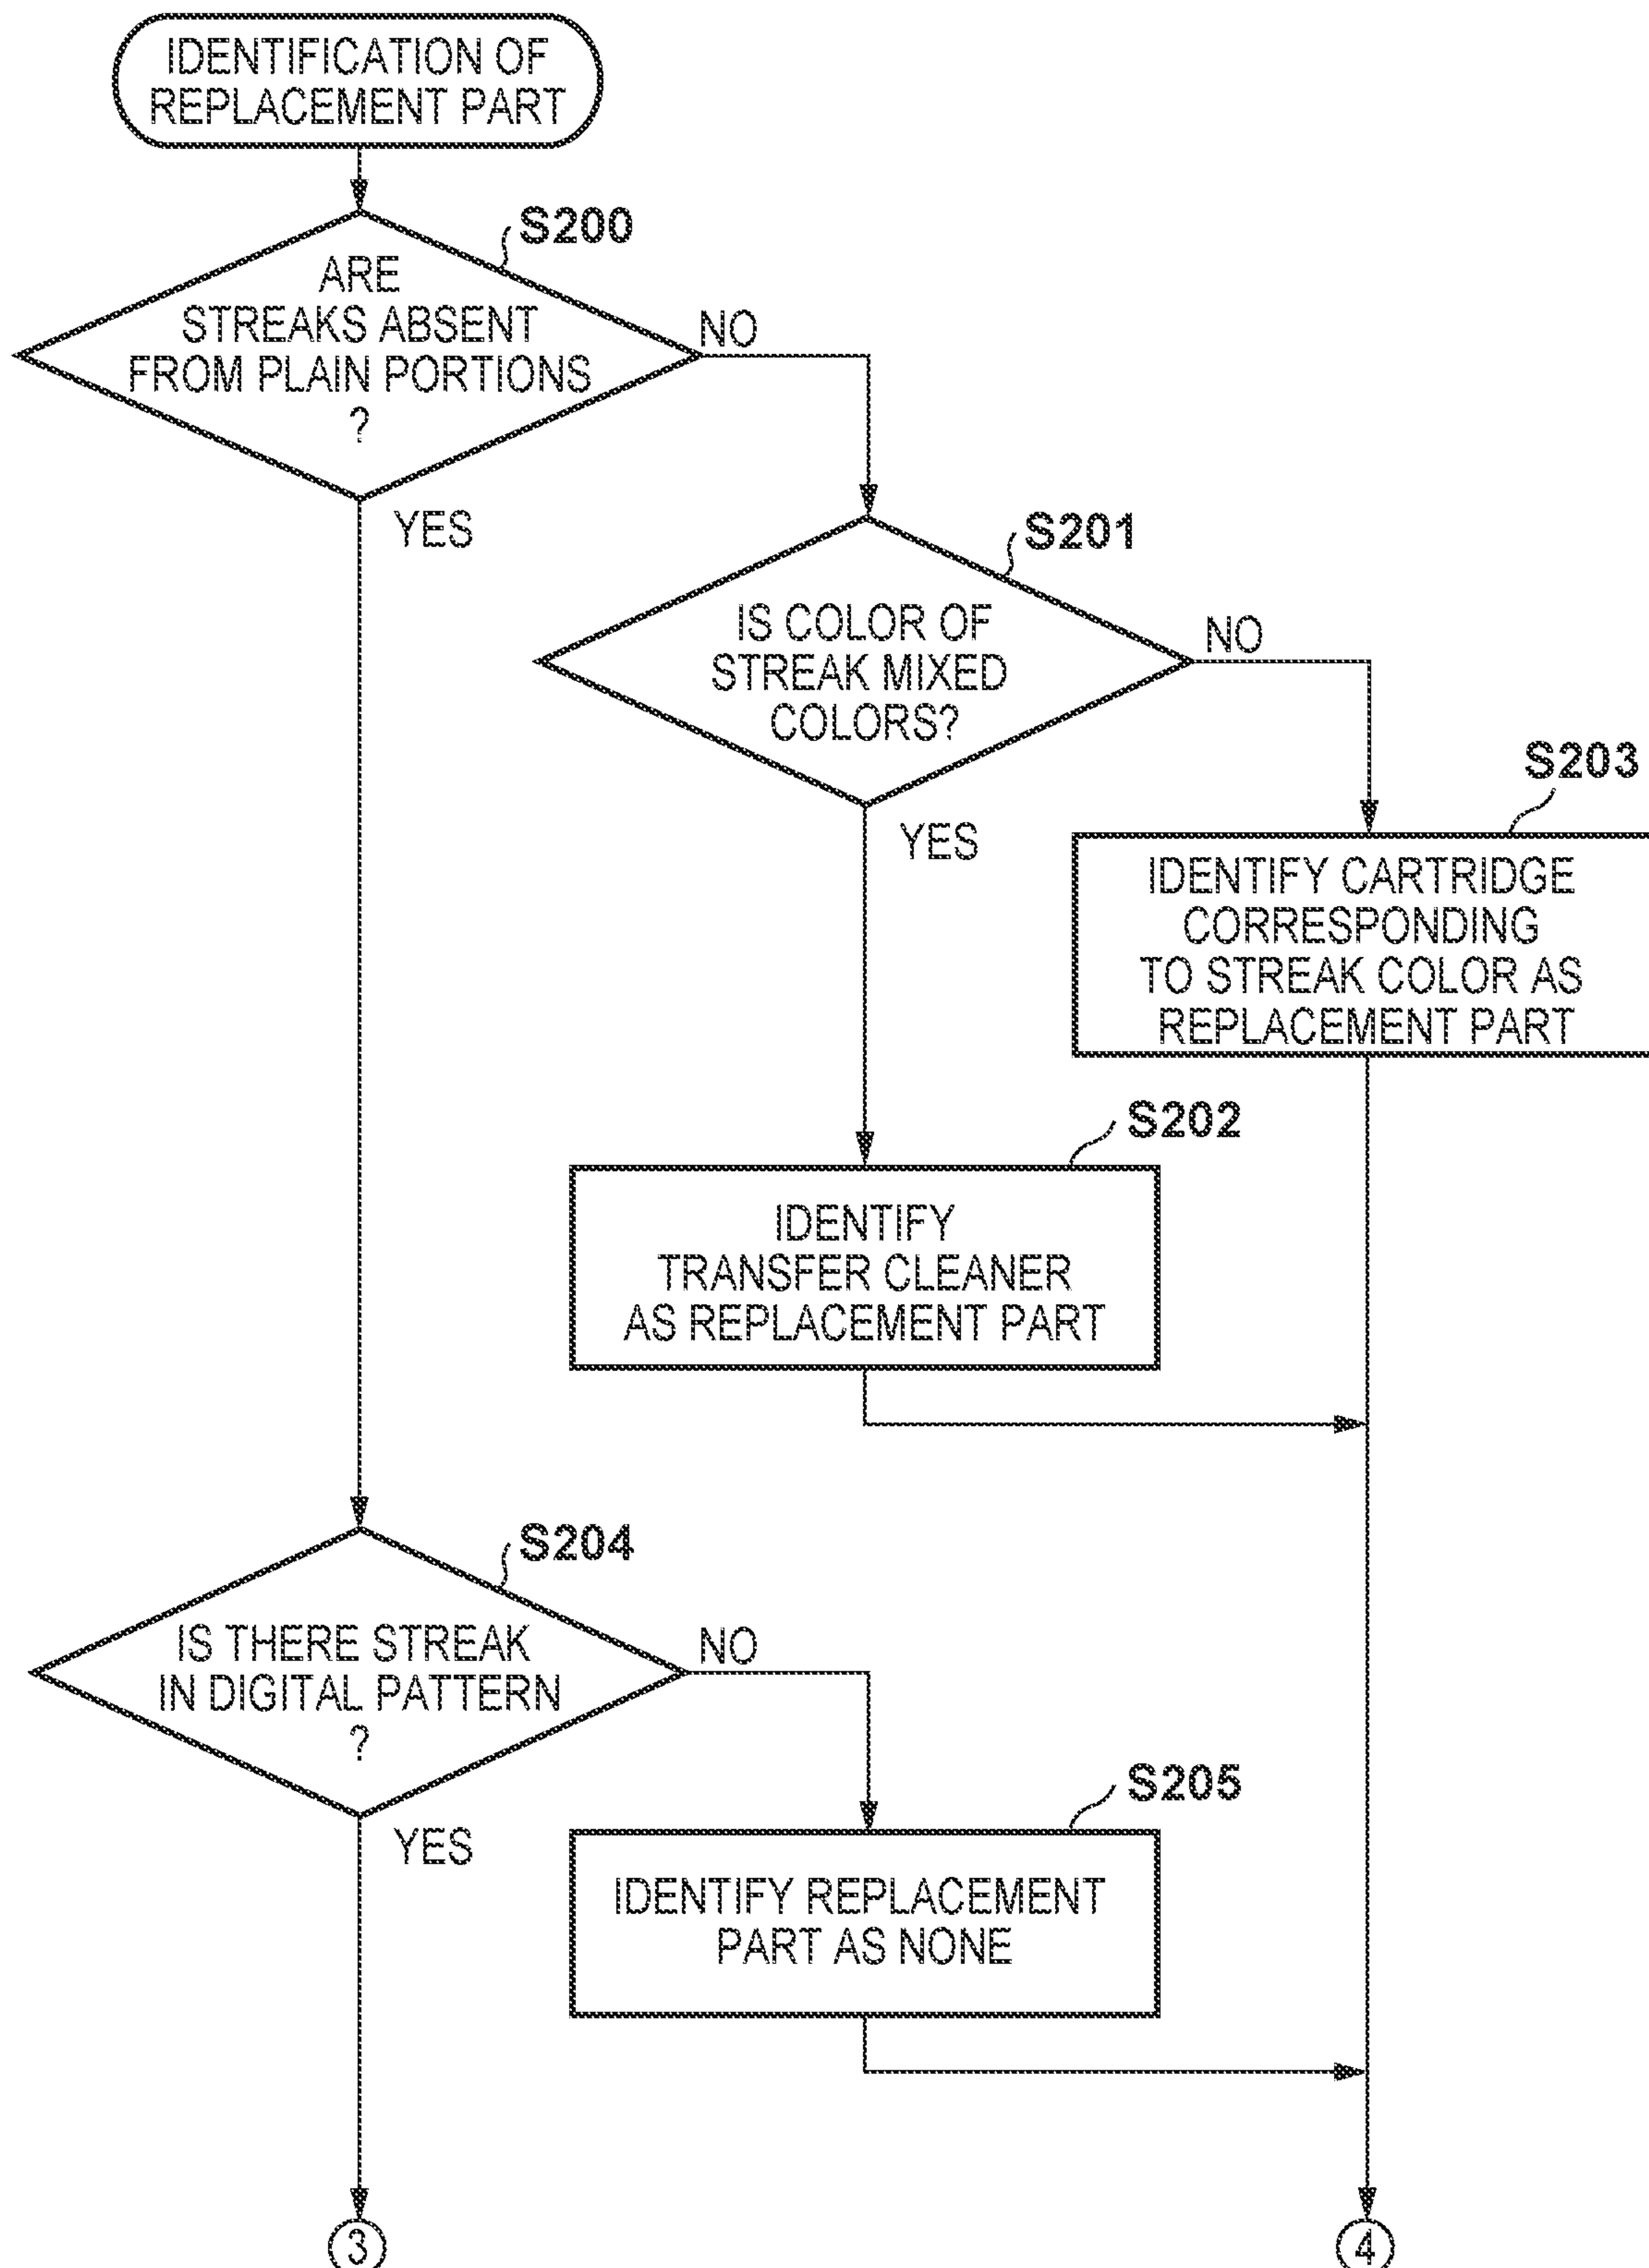 IDENTIFICATION OF
REPLACEMENT PART
S200
ARE
STREAKS ABSENT
FROM PLAIN PORTIONS
?
NO
YES
S201
IS COLOR OF
STREAK MIXED
COLORS?
NO
YES
S203
IDENTIFY CARTRIDGE
CORRESPONDING
TO STREAK COLOR AS
REPLACEMENT PART
S202
IDENTIFY
TRANSFER CLEANER
AS REPLACEMENT PART
S204
IS THERE STREAK
IN DIGITAL PATTERN
?
NO
YES
S205
IDENTIFY REPLACEMENT
PART AS NONE
3
4